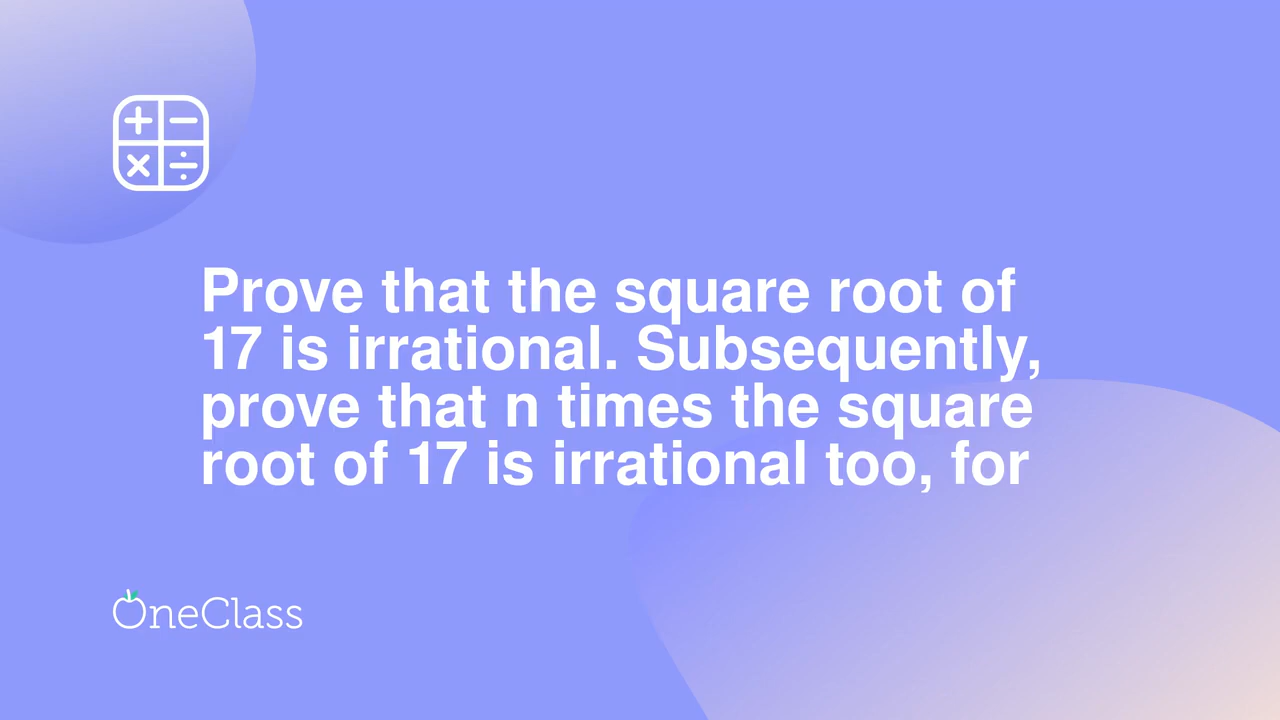 Prove that the square root of
17 is irrational. Subsequently,
prove that n times the square
root of 17 is irrational too, for
OneClass